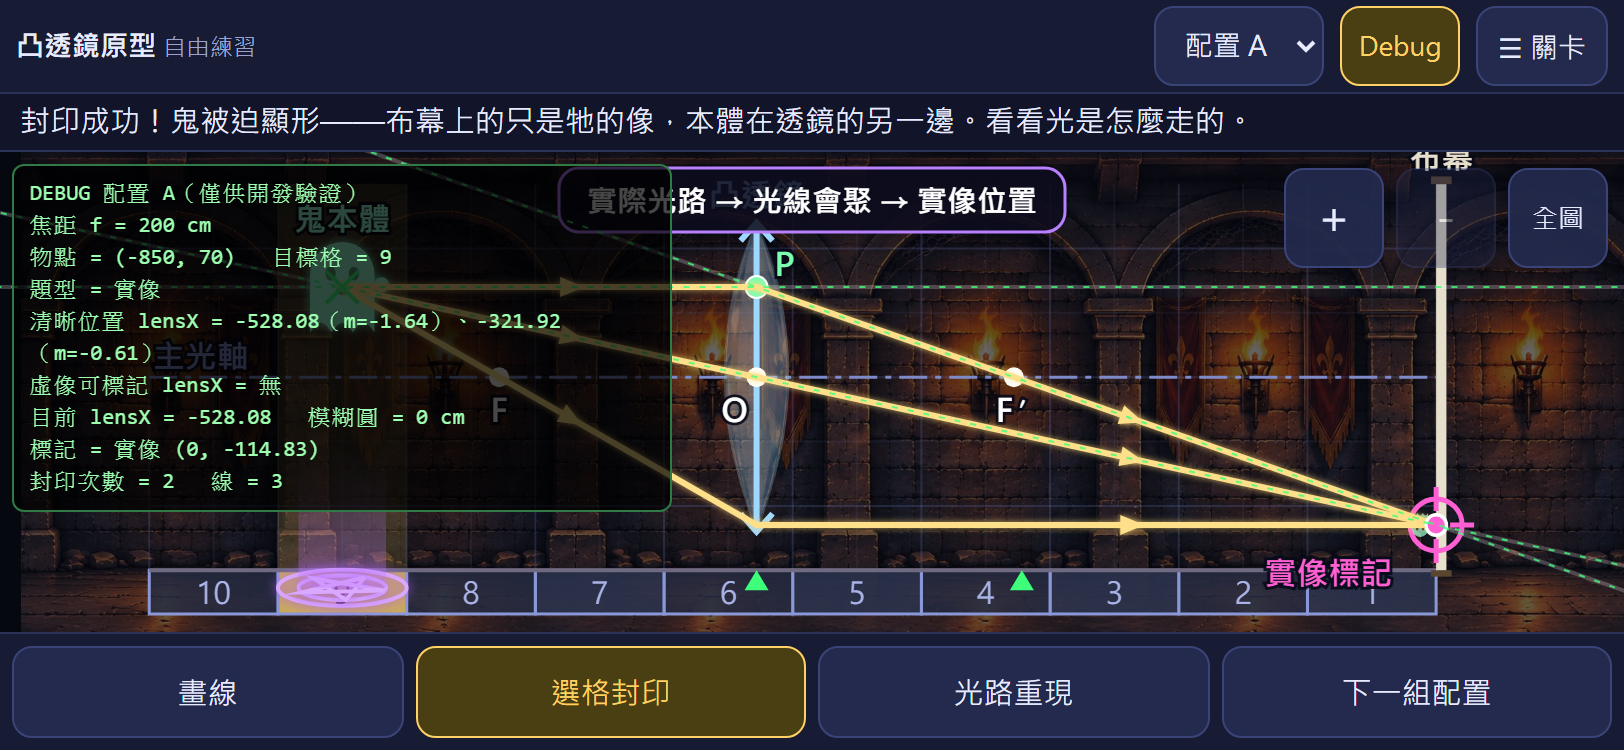 凸透鏡原型 自由練習
配置 A
Debug
☰ 關卡
封印成功！鬼被迫顯形——布幕上的只是牠的像，本體在透鏡的另一邊。看看光是怎麼走的。
布幕
DEBUG 配置 A（僅供開發驗證）
焦距 f = 200 cm
物點 = (-850, 70) 目標格 = 9
題型 = 實像
清晰位置 lensX = -528.08（m=-1.64）、-321.92
（m=-0.61）
虛像可標記 lensX = 無
目前 lensX = -528.08 模糊圓 = 0 cm
標記 = 實像 (0, -114.83)
封印次數 = 2 線 = 3
鬼本體
主光軸
實際光路 → 光線會聚 → 實像位置
凸透鏡
+
-
全圖
P
F
O
F′
實像標記
10 9 8 7 6 5 4 3 2 1
畫線
選格封印
光路重現
下一組配置